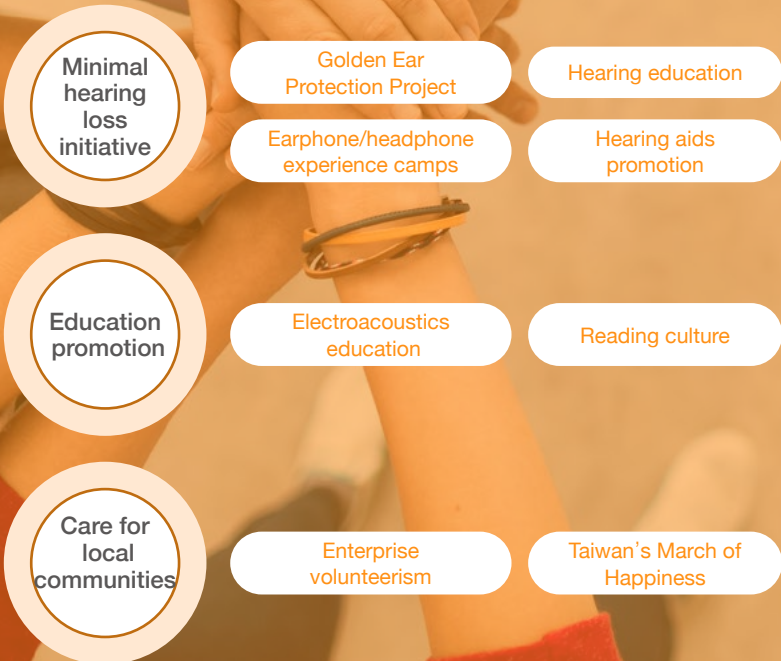 Minimal
hearing
loss
initiative
Golden Ear
Protection Project
Hearing education
Earphone/headphone
experience camps
Hearing aids
promotion
Education
promotion
Electroacoustics
education
Reading culture
Care for
local
communities
Enterprise
volunteerism
Taiwan’s March of
Happiness